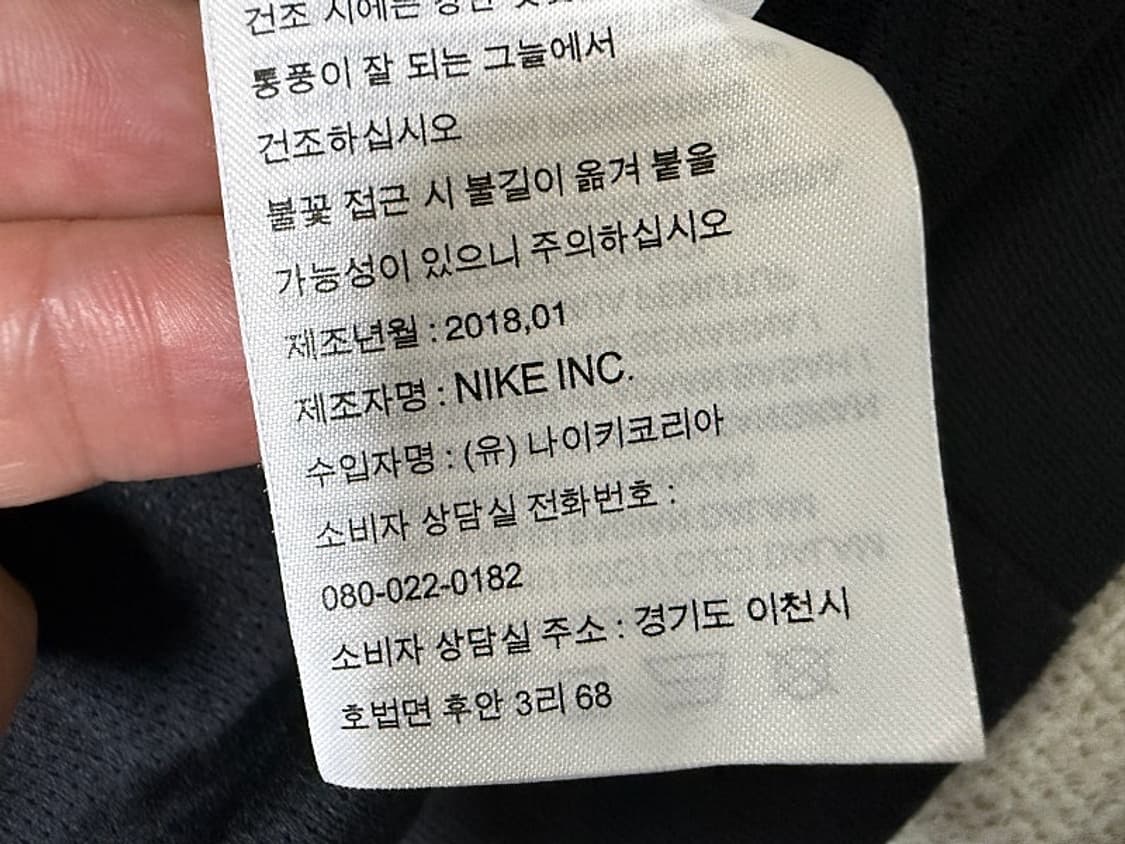 건조 시에는
통풍이 잘 되는 그늘에서
건조하십시오
불꽃 접근 시 불길이 옮겨 붙을
가능성이 있으니 주의하십시오
제조년월 : 2018,01
제조자명 : NIKE INC.
수입자명 : (유) 나이키코리아
소비자 상담실 전화번호 :
080-022-0182
소비자 상담실 주소 : 경기도 이천시
호법면 후안 3리 68